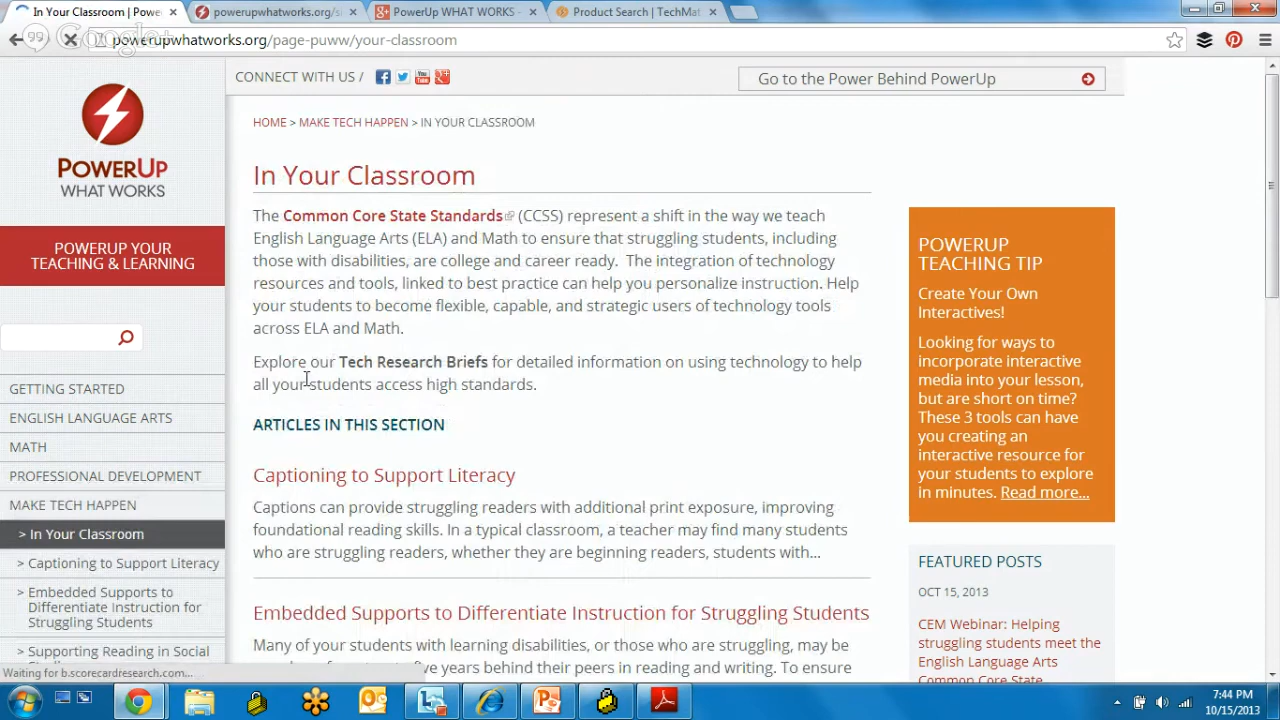 In Your Classroom | Powe
powerupwhatworks.org/si
PowerUp WHAT WORKS -
Product Search | TechMat
Google+
powerupwhatworks.org/page-puww/your-classroom
CONNECT WITH US /
Go to the Power Behind PowerUp
POWERUP
WHAT WORKS
POWERUP YOUR
TEACHING & LEARNING
GETTING STARTED
ENGLISH LANGUAGE ARTS
MATH
PROFESSIONAL DEVELOPMENT
MAKE TECH HAPPEN
> In Your Classroom
> Captioning to Support Literacy
> Embedded Supports to
Differentiate Instruction for
Struggling Students
> Supporting Reading in Social
HOME > MAKE TECH HAPPEN > IN YOUR CLASSROOM
In Your Classroom
The Common Core State Standards (CCSS) represent a shift in the way we teach
English Language Arts (ELA) and Math to ensure that struggling students, including
those with disabilities, are college and career ready. The integration of technology
resources and tools, linked to best practice can help you personalize instruction. Help
your students to become flexible, capable, and strategic users of technology tools
across ELA and Math.
Explore our Tech Research Briefs for detailed information on using technology to help
all your students access high standards.
ARTICLES IN THIS SECTION
Captioning to Support Literacy
Captions can provide struggling readers with additional print exposure, improving
foundational reading skills. In a typical classroom, a teacher may find many students
who are struggling readers, whether they are beginning readers, students with...
Embedded Supports to Differentiate Instruction for Struggling Students
Many of your students with learning disabilities, or those who are struggling, may be
five years behind their peers in reading and writing. To ensure
POWERUP
TEACHING TIP
Create Your Own
Interactives!
Looking for ways to
incorporate interactive
media into your lesson,
but are short on time?
These 3 tools can have
you creating an
interactive resource for
your students to explore
in minutes. Read more...
FEATURED POSTS
OCT 15, 2013
CEM Webinar: Helping
struggling students meet the
English Language Arts
Common Core State
Waiting for b.scorecardresearch.com...
7:44 PM
10/15/2013